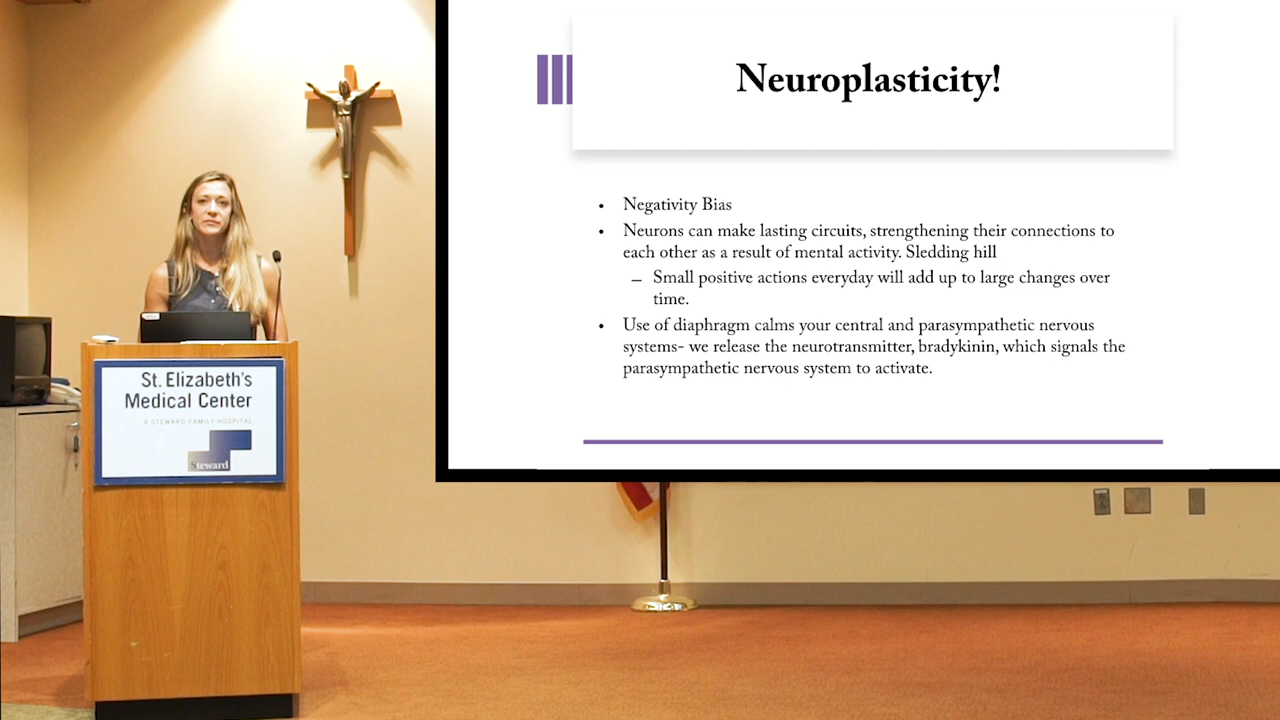 Neuroplasticity!
• Negativity Bias
• Neurons can make lasting circuits, strengthening their connections to
each other as a result of mental activity. Sledding hill
– Small positive actions everyday will add up to large changes over
time.
• Use of diaphragm calms your central and parasympathetic nervous
systems- we release the neurotransmitter, bradykinin, which signals the
parasympathetic nervous system to activate.
St. Elizabeth's
Medical Center
A STEWARD FAMILY HOSPITAL
Steward